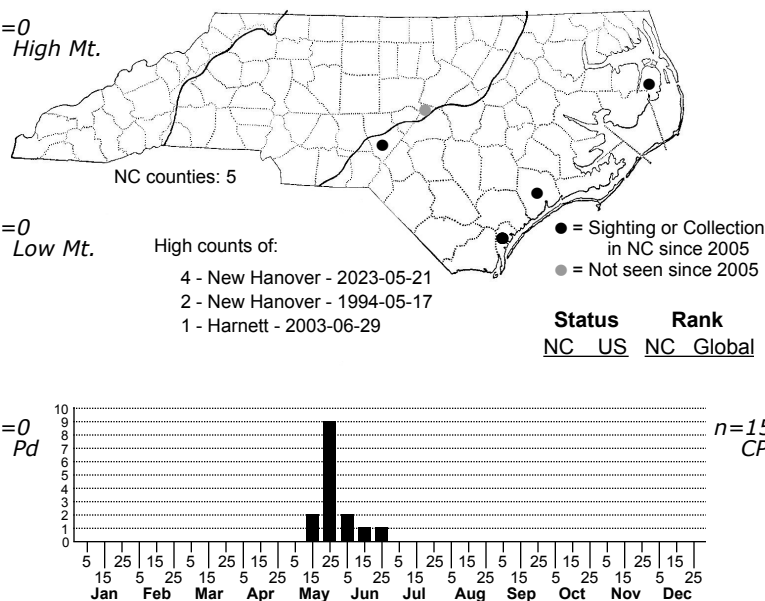 =0
High Mt.
NC counties: 5
=0
Low Mt.
High counts of:
4 - New Hanover - 2023-05-21
2 - New Hanover - 1994-05-17
1 - Harnett - 2003-06-29
= Sighting or Collection
in NC since 2005
= Not seen since 2005
Status Rank
NC US NC Global
=0
Pd
n=15
CP
10
9
8
7
6
5
4
3
2
1
0
5 25 15 5 25 15 5 25 15 5 25 15 5 25 15 5 25 15
15 5 25 15 5 25 15 5 25 15 5 25 15 5 25 15 5 25
Jan Feb Mar Apr May Jun Jul Aug Sep Oct Nov Dec